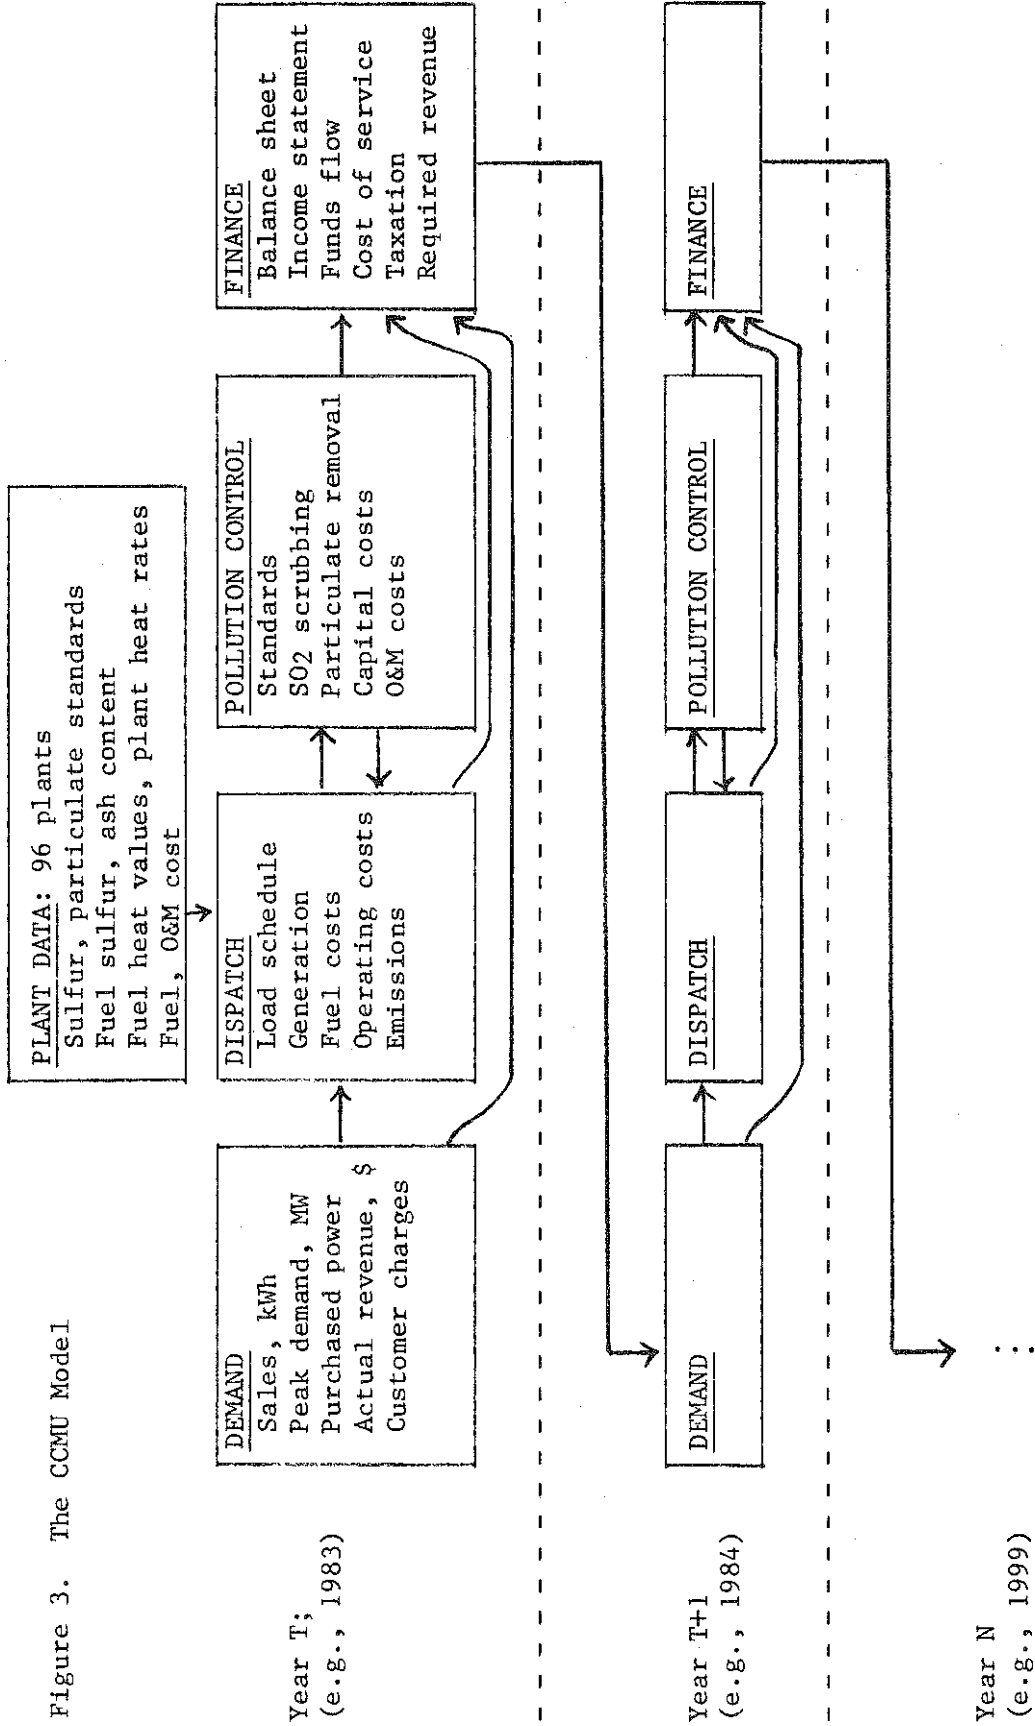 Figure 3. The CCMU Model
PLANT DATA: 96 plants
Sulfur, particulate standards
Fuel sulfur, ash content
Fuel heat values, plant heat rates
Fuel, O&M cost
Year T;
(e.g., 1983)
DEMAND
Sales, kWh
Peak demand, MW
Purchased power
Actual revenue, $
Customer charges
DISPATCH
Load schedule
Generation
Fuel costs
Operating costs
Emissions
POLLUTION CONTROL
Standards
SO2 scrubbing
Particulate removal
Capital costs
O&M costs
FINANCE
Balance sheet
Income statement
Funds flow
Cost of service
Taxation
Required revenue
Year T+1
(e.g., 1984)
DEMAND
DISPATCH
POLLUTION CONTROL
FINANCE
Year N
(e.g., 1999)
...